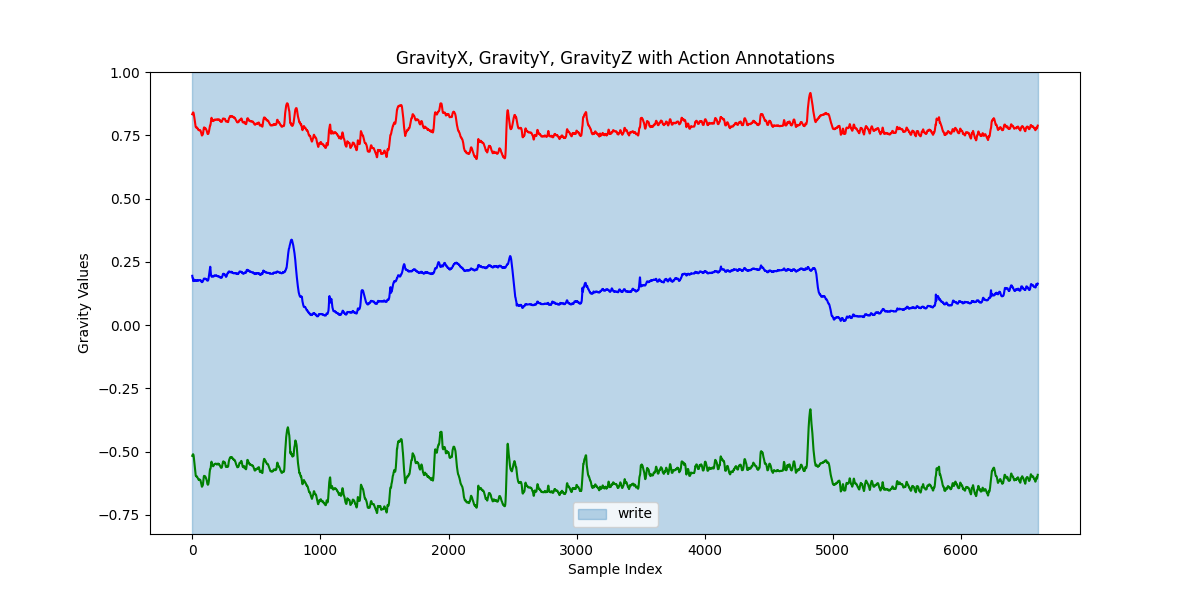 GravityX, GravityY, GravityZ with Action Annotations
1.00
0.75
0.50
0.25
0.00
−0.25
−0.50
−0.75
Gravity Values
write
0 1000 2000 3000 4000 5000 6000
Sample Index